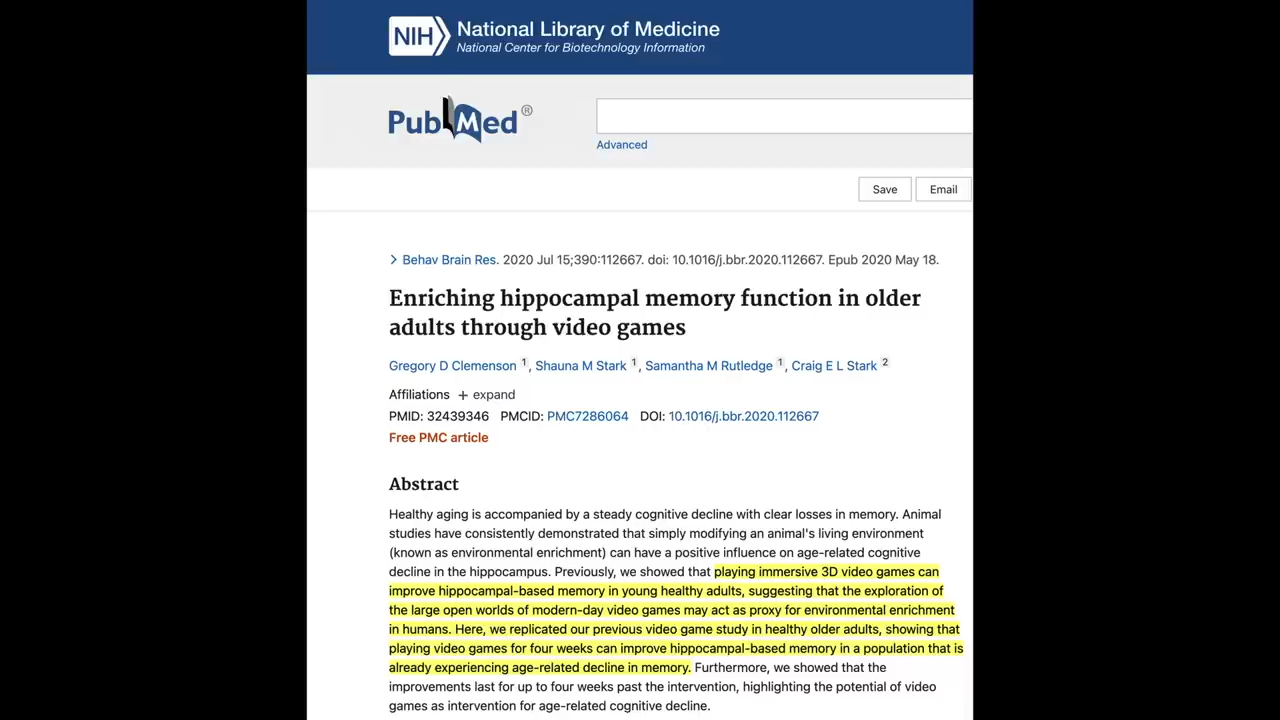 NIH National Library of Medicine
National Center for Biotechnology Information
PubMed®
Advanced
Save Email
Behav Brain Res. 2020 Jul 15;390:112667. doi: 10.1016/j.bbr.2020.112667. Epub 2020 May 18.
Enriching hippocampal memory function in older
adults through video games
Gregory D Clemenson 1, Shauna M Stark 1, Samantha M Rutledge 1, Craig E L Stark 2
Affiliations + expand
PMID: 32439346 PMCID: PMC7286064 DOI: 10.1016/j.bbr.2020.112667
Free PMC article
Abstract
Healthy aging is accompanied by a steady cognitive decline with clear losses in memory. Animal
studies have consistently demonstrated that simply modifying an animal's living environment
(known as environmental enrichment) can have a positive influence on age-related cognitive
decline in the hippocampus. Previously, we showed that playing immersive 3D video games can
improve hippocampal-based memory in young healthy adults, suggesting that the exploration of
the large open worlds of modern-day video games may act as proxy for environmental enrichment
in humans. Here, we replicated our previous video game study in healthy older adults, showing that
playing video games for four weeks can improve hippocampal-based memory in a population that is
already experiencing age-related decline in memory. Furthermore, we showed that the
improvements last for up to four weeks past the intervention, highlighting the potential of video
games as intervention for age-related cognitive decline.